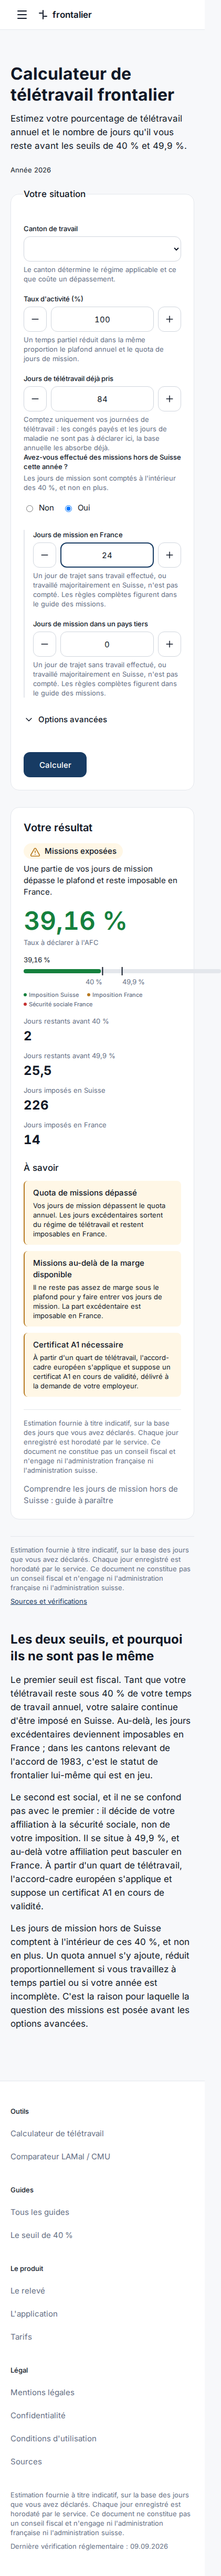 frontalier
Calculateur de
télétravail frontalier
Estimez votre pourcentage de télétravail
annuel et le nombre de jours qu'il vous
reste avant les seuils de 40 % et 49,9 %.
Année 2026
Votre situation
Canton de travail
Le canton détermine le régime applicable et ce
que coûte un dépassement.
Taux d'activité (%)
100
Un temps partiel réduit dans la même
proportion le plafond annuel et le quota de
jours de mission.
Jours de télétravail déjà pris
84
Comptez uniquement vos journées de
télétravail : les congés payés et les jours de
maladie ne sont pas à déclarer ici, la base
annuelle les absorbe déjà.
Avez-vous effectué des missions hors de Suisse
cette année ?
Les jours de mission sont comptés à l'intérieur
des 40 %, et non en plus.
Non Oui
Jours de mission en France
24
Un jour de trajet sans travail effectué, ou
travaillé majoritairement en Suisse, n'est pas
compté. Les règles complètes figurent dans
le guide des missions.
Jours de mission dans un pays tiers
0
Un jour de trajet sans travail effectué, ou
travaillé majoritairement en Suisse, n'est pas
compté. Les règles complètes figurent dans
le guide des missions.
Options avancées
Calculer
Votre résultat
Missions exposées
Une partie de vos jours de mission
dépasse le plafond et reste imposable en
France.
39,16 %
Taux à déclarer à l'AFC
39,16 %
40 % 49,9 %
Imposition Suisse Imposition France
Sécurité sociale France
Jours restants avant 40 %
2
Jours restants avant 49,9 %
25,5
Jours imposés en Suisse
226
Jours imposés en France
14
À savoir
Quota de missions dépassé
Vos jours de mission dépassent le quota
annuel. Les jours excédentaires sortent
du régime de télétravail et restent
imposables en France.
Missions au-delà de la marge
disponible
Il ne reste pas assez de marge sous le
plafond pour y faire entrer vos jours de
mission. La part excédentaire est
imposable en France.
Certificat A1 nécessaire
À partir d'un quart de télétravail, l'accord-
cadre européen s'applique et suppose un
certificat A1 en cours de validité, délivré à
la demande de votre employeur.
Estimation fournie à titre indicatif, sur la base
des jours que vous avez déclarés. Chaque jour
enregistré est horodaté par le service. Ce
document ne constitue pas un conseil fiscal et
n'engage ni l'administration française ni
l'administration suisse.
Comprendre les jours de mission hors de
Suisse : guide à paraître
Estimation fournie à titre indicatif, sur la base des jours
que vous avez déclarés. Chaque jour enregistré est
horodaté par le service. Ce document ne constitue pas
un conseil fiscal et n'engage ni l'administration
française ni l'administration suisse.
Sources et vérifications
Les deux seuils, et pourquoi
ils ne sont pas le même
Le premier seuil est fiscal. Tant que votre
télétravail reste sous 40 % de votre temps
de travail annuel, votre salaire continue
d'être imposé en Suisse. Au-delà, les jours
excédentaires deviennent imposables en
France ; dans les cantons relevant de
l'accord de 1983, c'est le statut de
frontalier lui-même qui est en jeu.
Le second est social, et il ne se confond
pas avec le premier : il décide de votre
affiliation à la sécurité sociale, non de
votre imposition. Il se situe à 49,9 %, et
au-delà votre affiliation peut basculer en
France. À partir d'un quart de télétravail,
l'accord-cadre européen s'applique et
suppose un certificat A1 en cours de
validité.
Les jours de mission hors de Suisse
comptent à l'intérieur de ces 40 %, et non
en plus. Un quota annuel s'y ajoute, réduit
proportionnellement si vous travaillez à
temps partiel ou si votre année est
incomplète. C'est la raison pour laquelle la
question des missions est posée avant les
options avancées.
Outils
Calculateur de télétravail
Comparateur LAMal / CMU
Guides
Tous les guides
Le seuil de 40 %
Le produit
Le relevé
L'application
Tarifs
Légal
Mentions légales
Confidentialité
Conditions d'utilisation
Sources
Estimation fournie à titre indicatif, sur la base des jours
que vous avez déclarés. Chaque jour enregistré est
horodaté par le service. Ce document ne constitue pas
un conseil fiscal et n'engage ni l'administration
française ni l'administration suisse.
Dernière vérification réglementaire : 09.09.2026